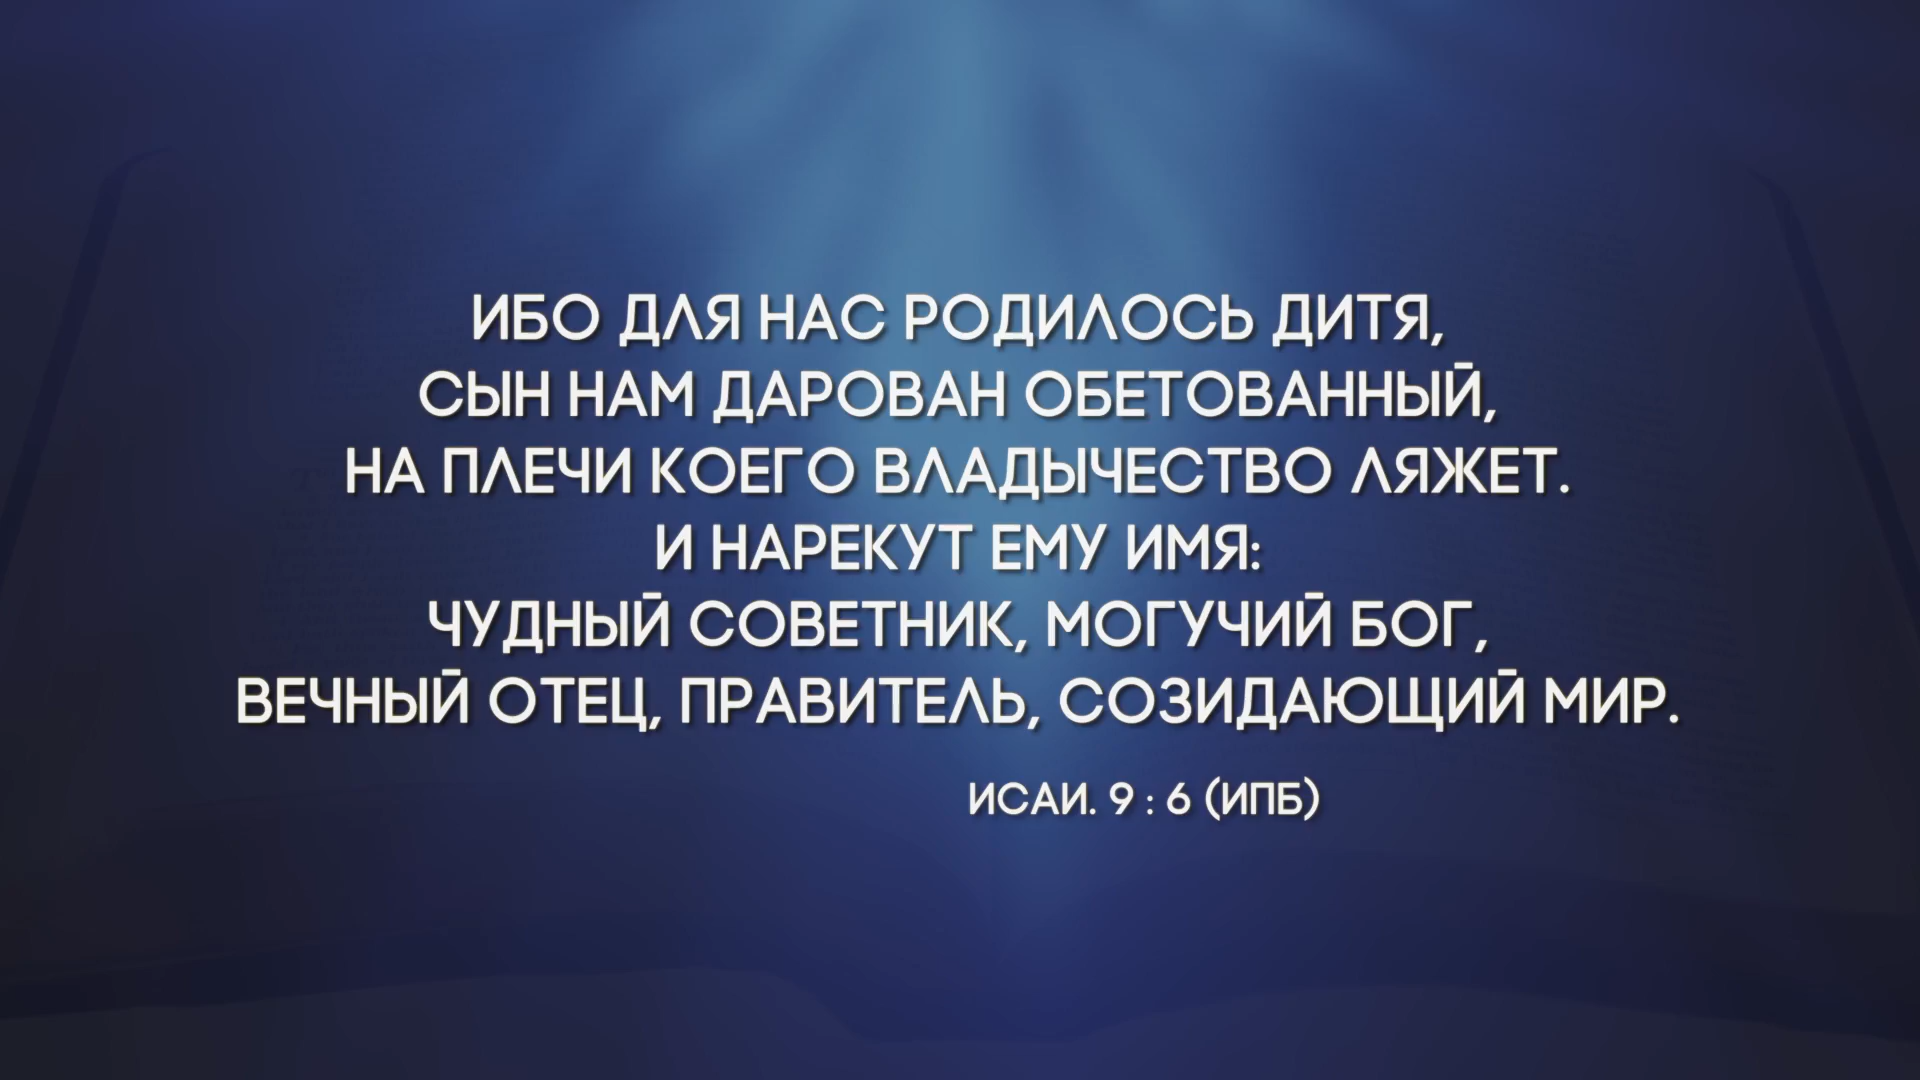 ИБО ДЛЯ НАС РОДИЛОСЬ ДИТЯ,
СЫН НАМ ДАРОВАН ОБЕТОВАННЫЙ,
НА ПЛЕЧИ КОЕГО ВЛАДЫЧЕСТВО ЛЯЖЕТ.
И НАРЕКУТ ЕМУ ИМЯ:
ЧУДНЫЙ СОВЕТНИК, МОГУЧИЙ БОГ,
ВЕЧНЫЙ ОТЕЦ, ПРАВИТЕЛЬ, СОЗИДАЮЩИЙ МИР.
ИСАИ. 9 : 6 (ИПБ)